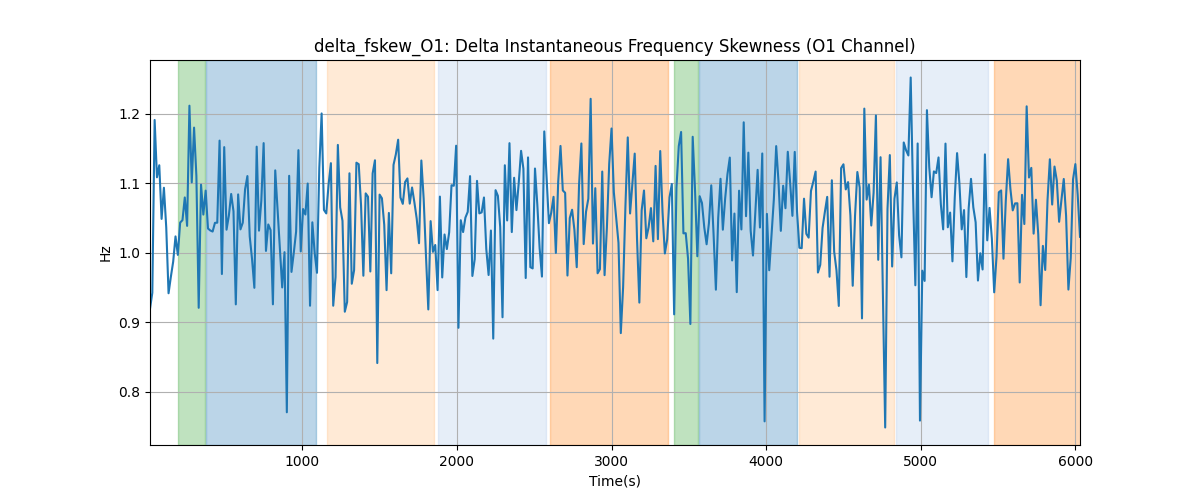 delta_fskew_O1: Delta Instantaneous Frequency Skewness (O1 Channel)
Hz
1.2
1.1
1.0
0.9
0.8
1000 2000 3000 4000 5000 6000
Time(s)